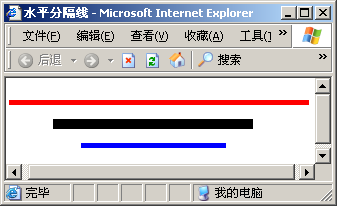 水平分隔线 - Microsoft Internet Explorer
文件(F) 编辑(E) 查看(V) 收藏(A) 工具(T) »
后退 搜索 »
完毕 我的电脑